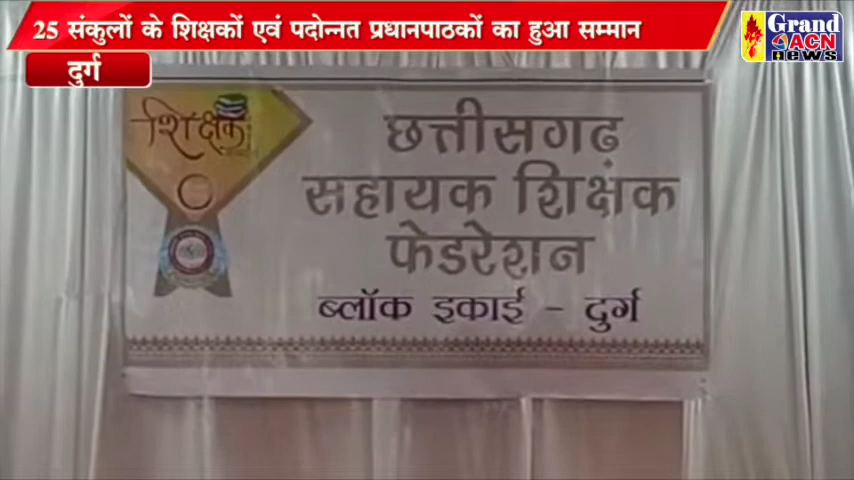 25 संकुलों के शिक्षकों एवं पदोन्नत प्रधानपाठकों का हुआ सम्मान
Grand
ACN
news
दुर्ग
शिक्षक
छत्तीसगढ़
सहायक शिक्षक
फेडरेशन
ब्लॉक इकाई - दुर्ग